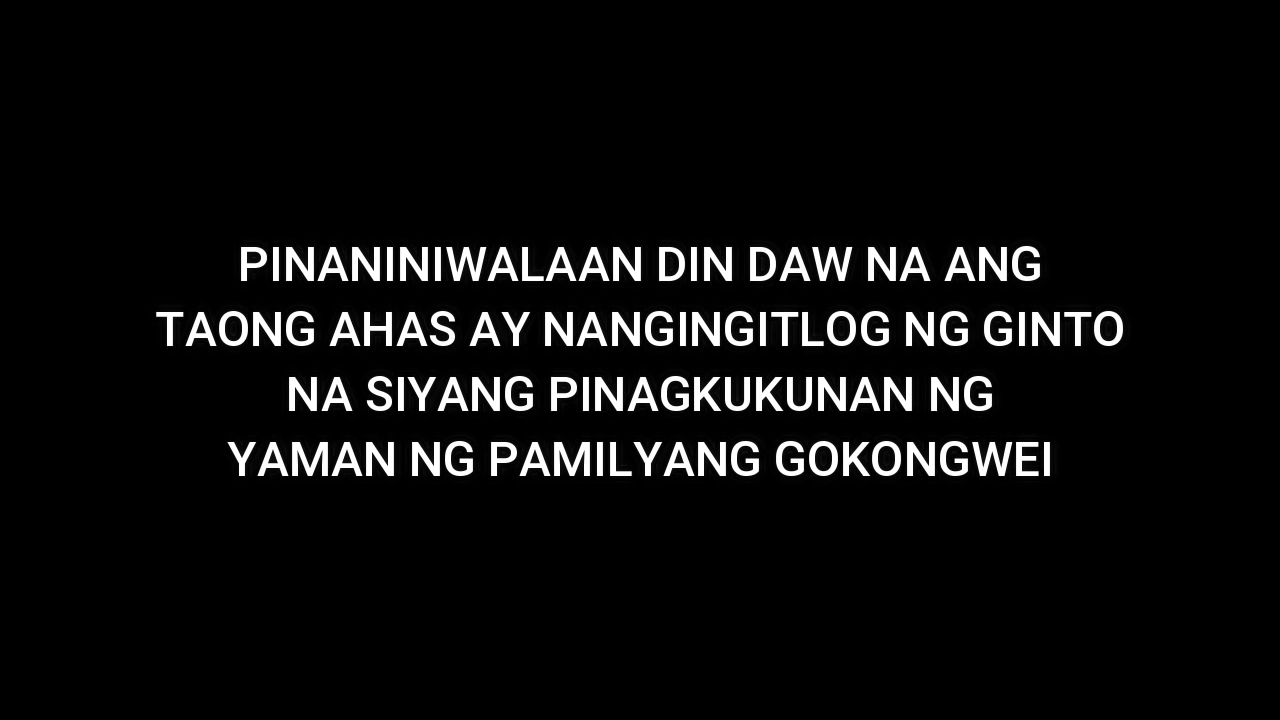 PINANINIWALAAN DIN DAW NA ANG
TAONG AHAS AY NANGINGITLOG NG GINTO
NA SIYANG PINAGKUKUNAN NG
YAMAN NG PAMILYANG GOKONGWEI